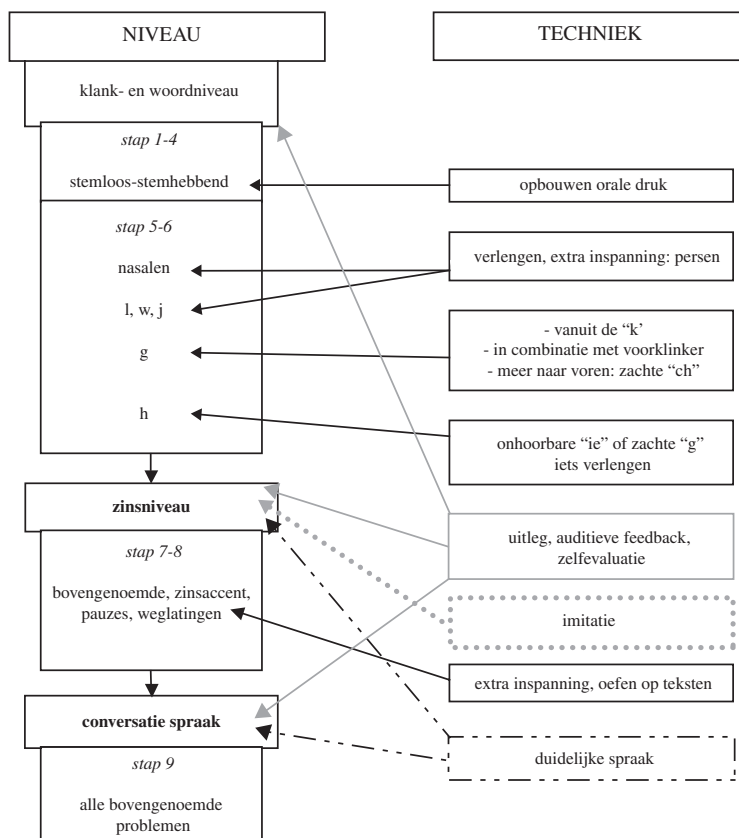 NIVEAU
klank- en woordniveau
stap 1-4
stemloos-stemhebbend
stap 5-6
nasalen
l, w, j
g
h
zinsniveau
stap 7-8
bovengenoemde, zinsaccent,
pauzes, weglatingen
conversatie spraak
stap 9
alle bovengenoemde
problemen
TECHNIEK
opbouwen orale druk
verlengen, extra inspanning: persen
- vanuit de “k’
- in combinatie met voorklinker
- meer naar voren: zachte “ch”
onhoorbare “ie” of zachte “g”
iets verlengen
uitleg, auditieve feedback,
zelfevaluatie
imitatie
extra inspanning, oefen op teksten
duidelijke spraak